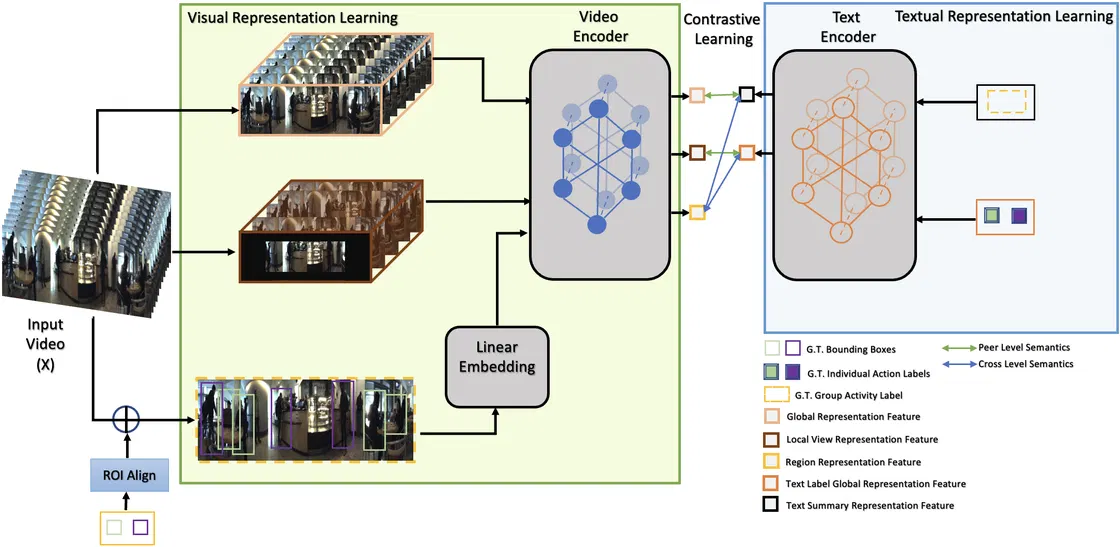 Visual Representation Learning
Video
Encoder
Contrastive
Learning
Text
Encoder
Textual Representation Learning
Input
Video
(X)
Linear
Embedding
ROI Align
G.T. Bounding Boxes
G.T. Individual Action Labels
G.T. Group Activity Label
Global Representation Feature
Local View Representation Feature
Region Representation Feature
Text Label Global Representation Feature
Text Summary Representation Feature
Peer Level Semantics
Cross Level Semantics